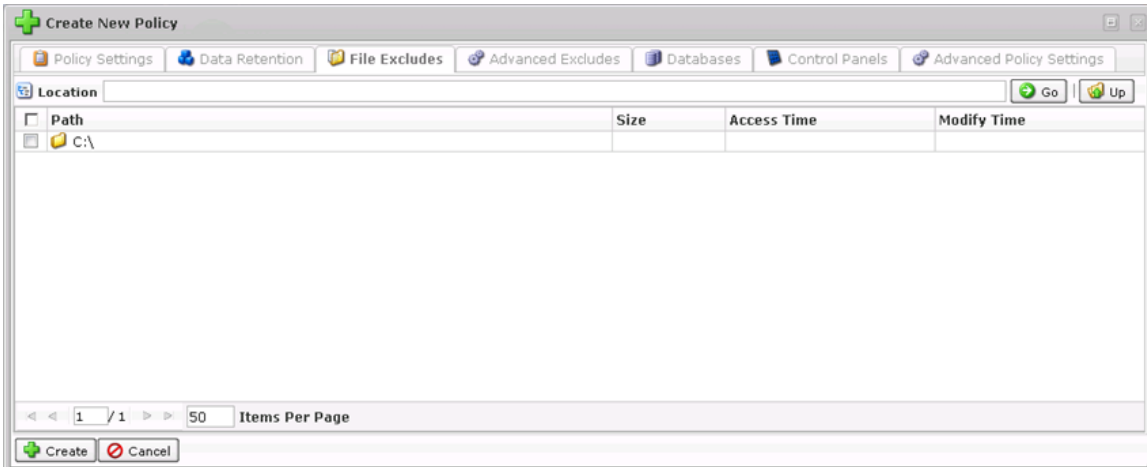 Create New Policy
Policy Settings Data Retention File Excludes Advanced Excludes Databases Control Panels Advanced Policy Settings
Location Go Up
Path Size Access Time Modify Time
C:\
1 / 1 50 Items Per Page
Create Cancel